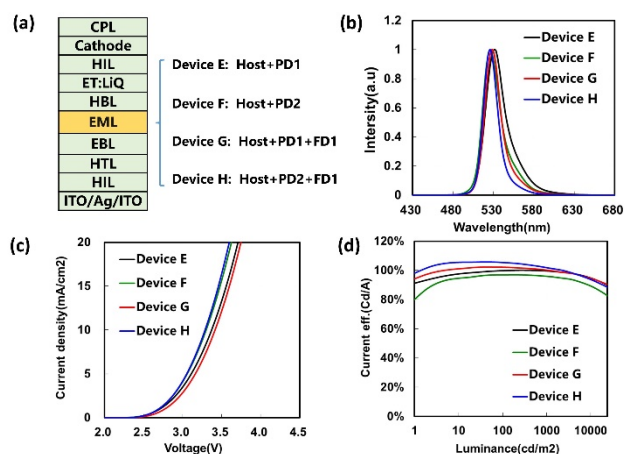 (a)
CPL
Cathode
HIL
ET:LiQ
HBL
EML
EBL
HTL
HIL
ITO/Ag/ITO
Device E: Host+PD1
Device F: Host+PD2
Device G: Host+PD1+FD1
Device H: Host+PD2+FD1
(b)
Intersity(a.u)
1
0.8
0.6
0.4
0.2
0
430 480 530 580 630 680
Wavelength(nm)
Device E
Device F
Device G
Device H
(c)
Current density(mA/cm2)
20
15
10
5
0
2.0 2.5 3.0 3.5 4.0 4.5
Voltage(V)
Device E
Device F
Device G
Device H
(d)
Current eff.(Cd/A)
120%
100%
80%
60%
40%
20%
0%
1 10 100 1000 10000
Luminance(cd/m2)
Device E
Device F
Device G
Device H